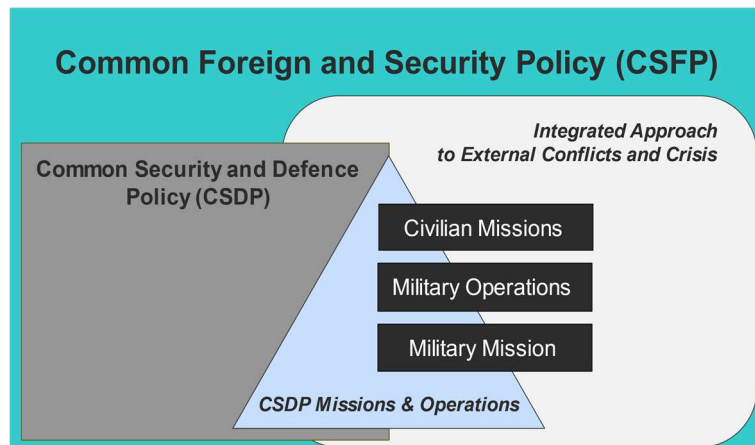 Common Foreign and Security Policy (CSFP)
Integrated Approach
to External Conflicts and Crisis
Common Security and Defence
Policy (CSDP)
Civilian Missions
Military Operations
Military Mission
CSDP Missions & Operations